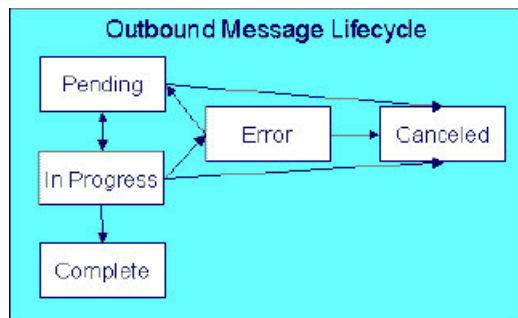 Outbound Message Lifecycle
Pending
Error
Canceled
In Progress
Complete